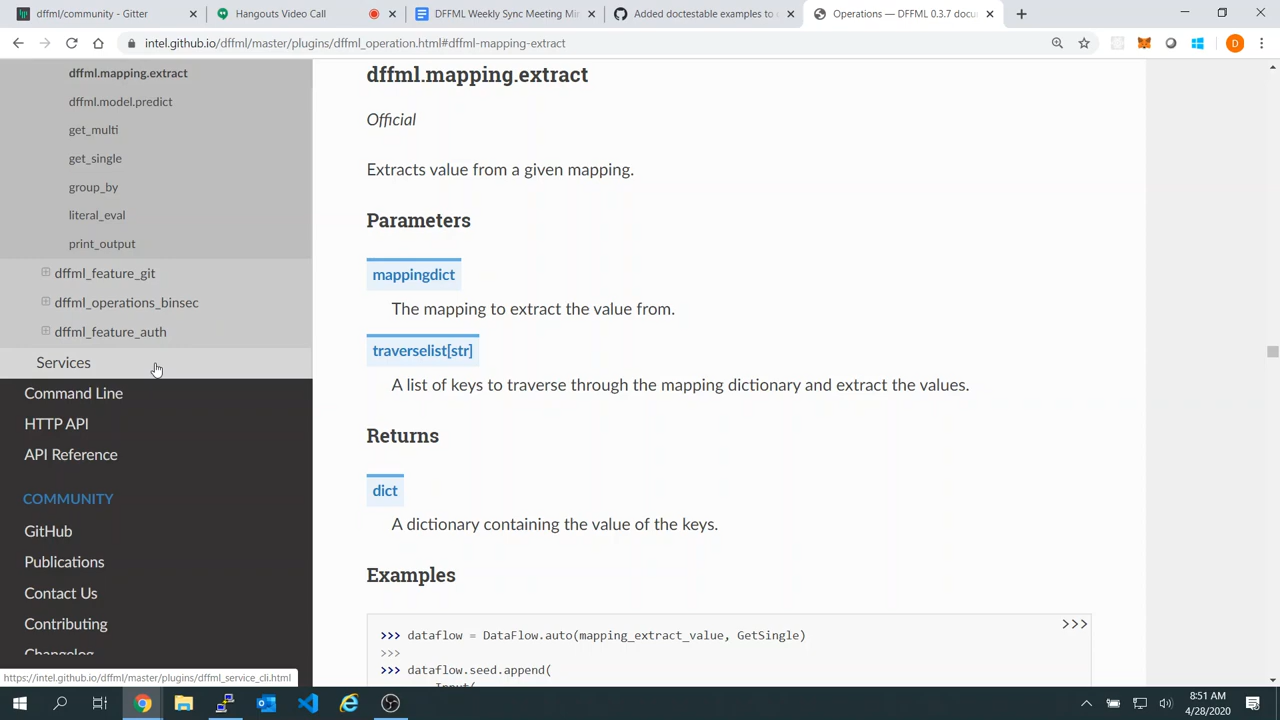 dffml/community - Gitter
Hangouts Video Call
DFFML Weekly Sync Meeting Mi
Added doctestable examples to
Operations — DFFML 0.3.7 docu
intel.github.io/dffml/master/plugins/dffml_operation.html#dffml-mapping-extract
D
dffml.mapping.extract
dffml.model.predict
get_multi
get_single
group_by
literal_eval
print_output
dffml_feature_git
dffml_operations_binsec
dffml_feature_auth
Services
Command Line
HTTP API
API Reference
COMMUNITY
GitHub
Publications
Contact Us
Contributing
Changelog
https://intel.github.io/dffml/master/plugins/dffml_service_cli.html
dffml.mapping.extract
Official
Extracts value from a given mapping.
Parameters
mappingdict
The mapping to extract the value from.
traverselist[str]
A list of keys to traverse through the mapping dictionary and extract the values.
Returns
dict
A dictionary containing the value of the keys.
Examples
>>>
>>> dataflow = DataFlow.auto(mapping_extract_value, GetSingle)
>>>
>>> dataflow.seed.append(
Input(
8:51 AM
4/28/2020